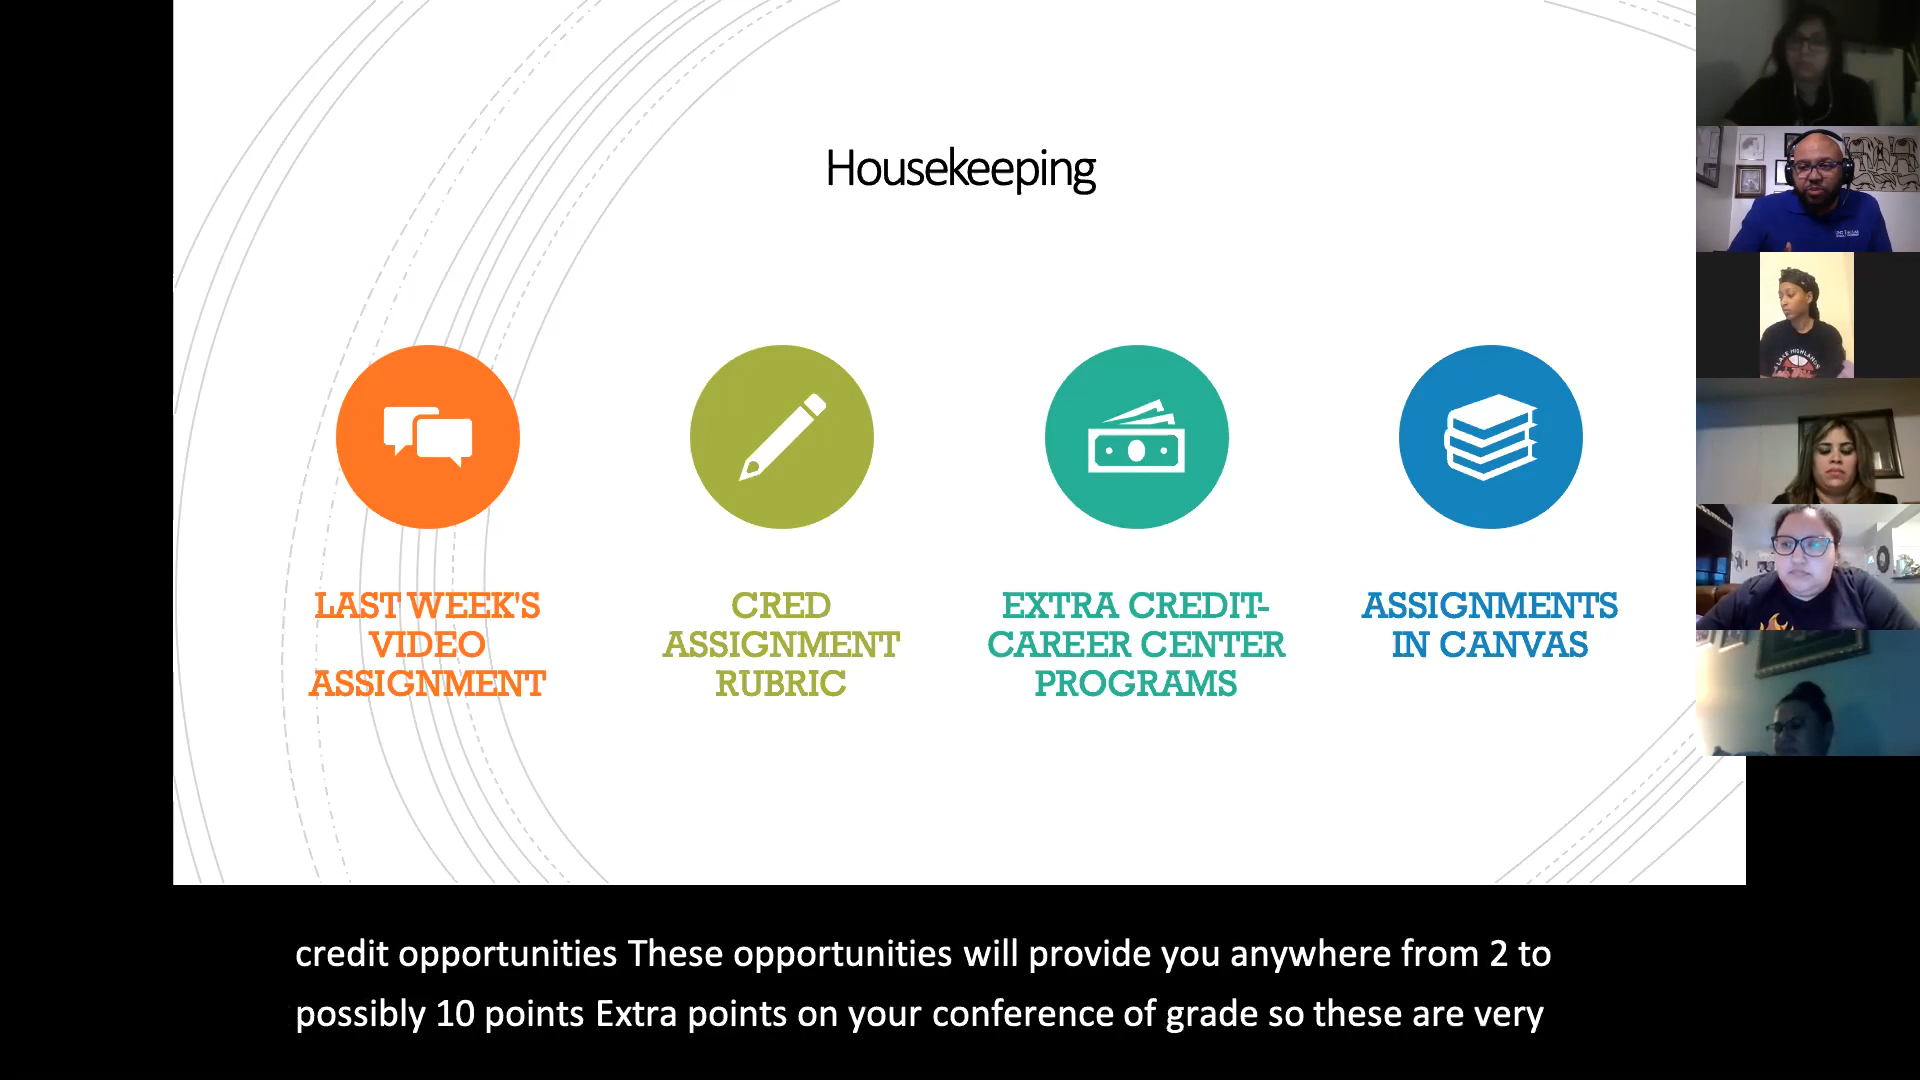 Housekeeping
LAST WEEK'S
VIDEO
ASSIGNMENT
CRED
ASSIGNMENT
RUBRIC
EXTRA CREDIT-
CAREER CENTER
PROGRAMS
ASSIGNMENTS
IN CANVAS
LAKE HIGHLANDS
credit opportunities These opportunities will provide you anywhere from 2 to
possibly 10 points Extra points on your conference of grade so these are very